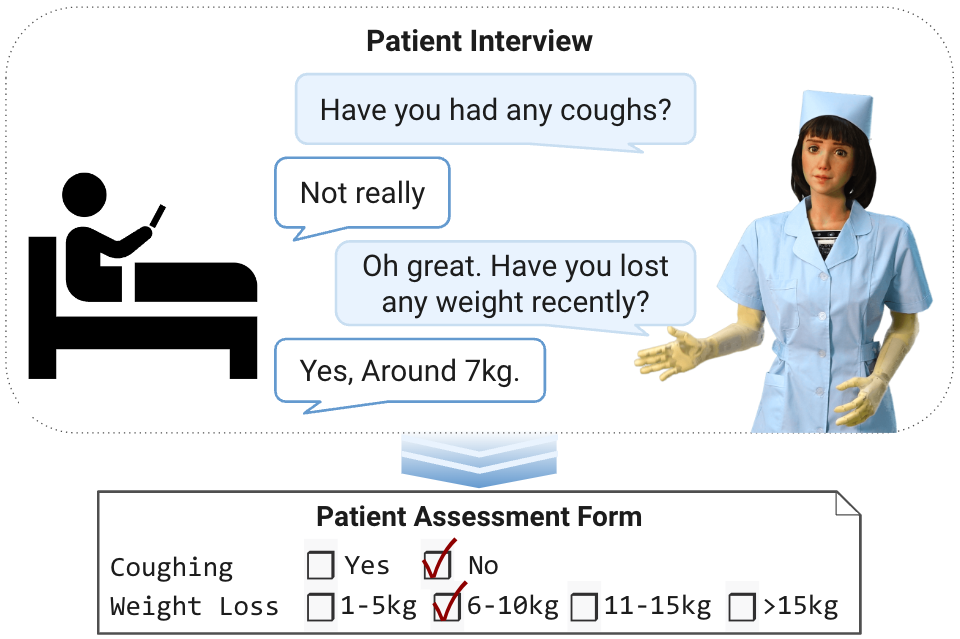 Patient Interview
Have you had any coughs?
Not really
Oh great. Have you lost
any weight recently?
Yes, Around 7kg.
Patient Assessment Form
Coughing Yes No
Weight Loss 1-5kg 6-10kg 11-15kg >15kg